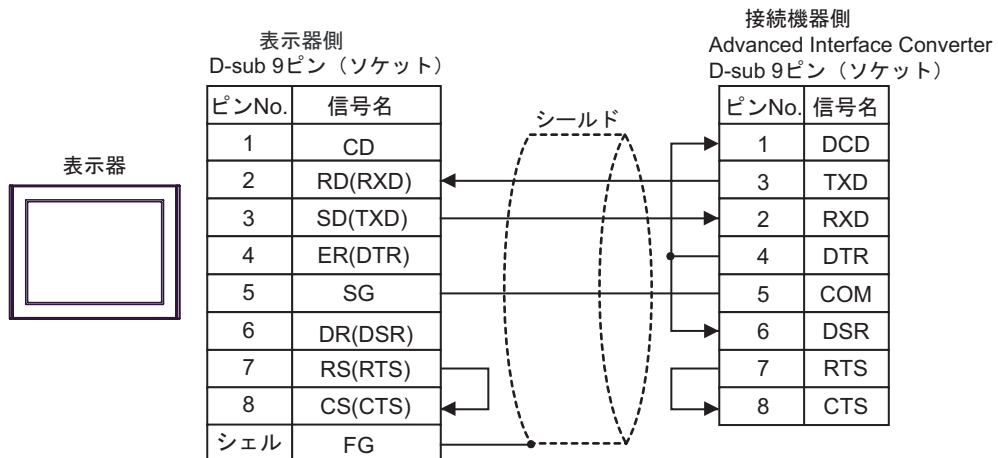 接続機器側
表示器側
Advanced Interface Converter
D-sub 9ピン（ソケット）
D-sub 9ピン（ソケット）
ピンNo. 信号名
シールド
ピンNo. 信号名
表示器
1 CD
1 DCD
2 RD(RXD)
3 TXD
3 SD(TXD)
2 RXD
4 ER(DTR)
4 DTR
5 SG
5 COM
6 DR(DSR)
6 DSR
7 RS(RTS)
7 RTS
8 CS(CTS)
8 CTS
シェル FG